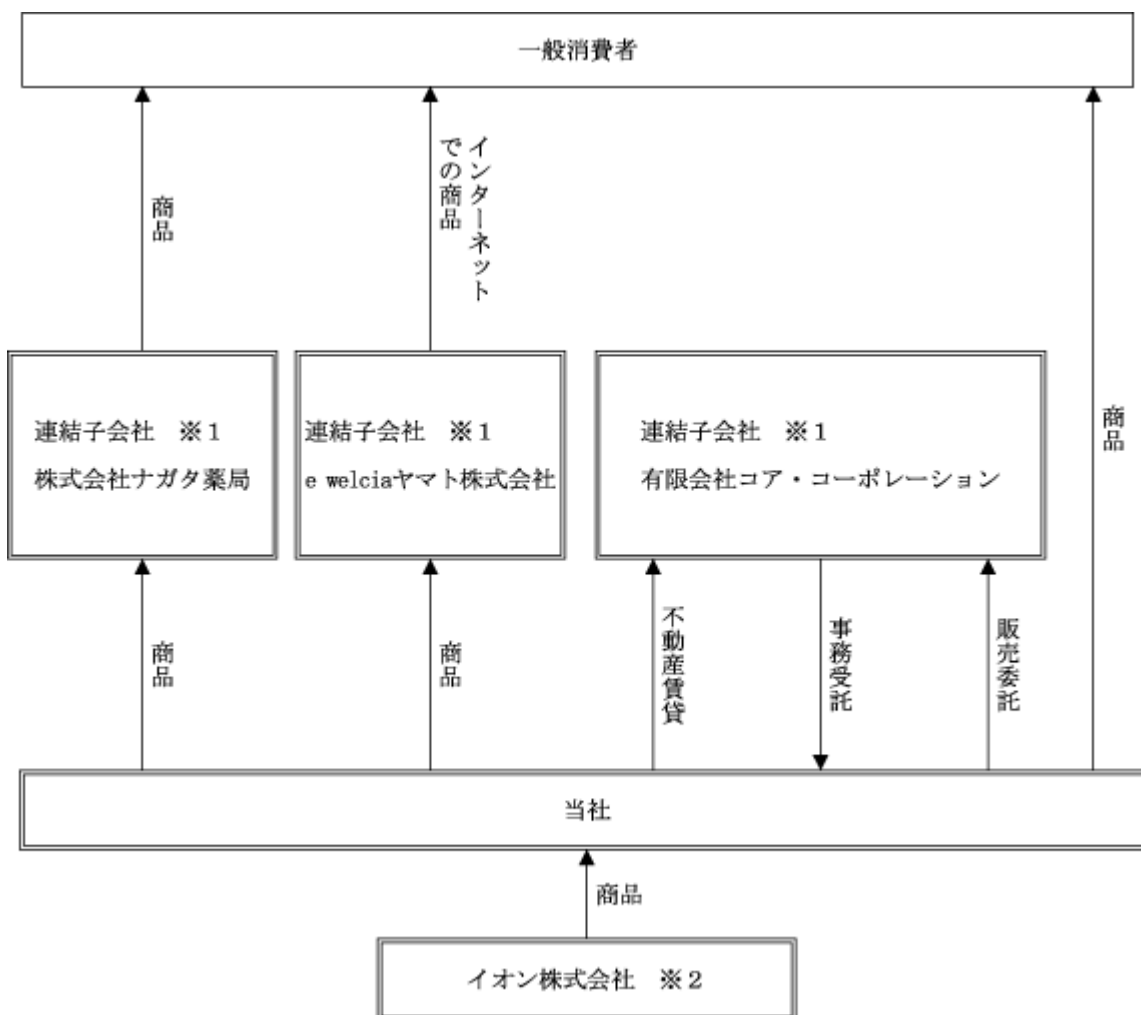 一般消費者
商品
インターネット
での商品
商品
連結子会社　※１
株式会社ナガタ薬局
連結子会社　※１
e welciaヤマト株式会社
連結子会社　※１
有限会社コア・コーポレーション
商品
商品
不動産賃貸
事務受託
販売委託
当社
商品
イオン株式会社　※２